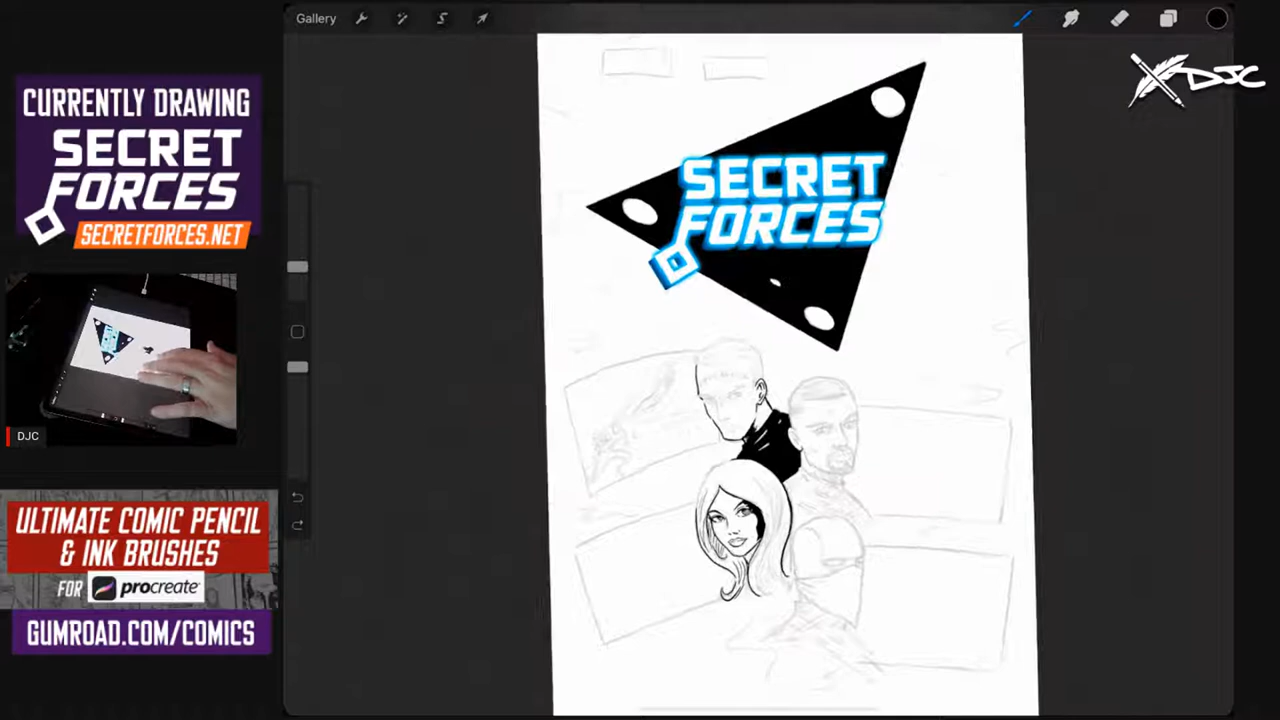 Gallery
DJC
CURRENTLY DRAWING
SECRET
FORCES
SECRETFORCES.NET
SECRET
FORCES
DJC
ULTIMATE COMIC PENCIL
& INK BRUSHES
FOR procreate
GUMROAD.COM/COMICS